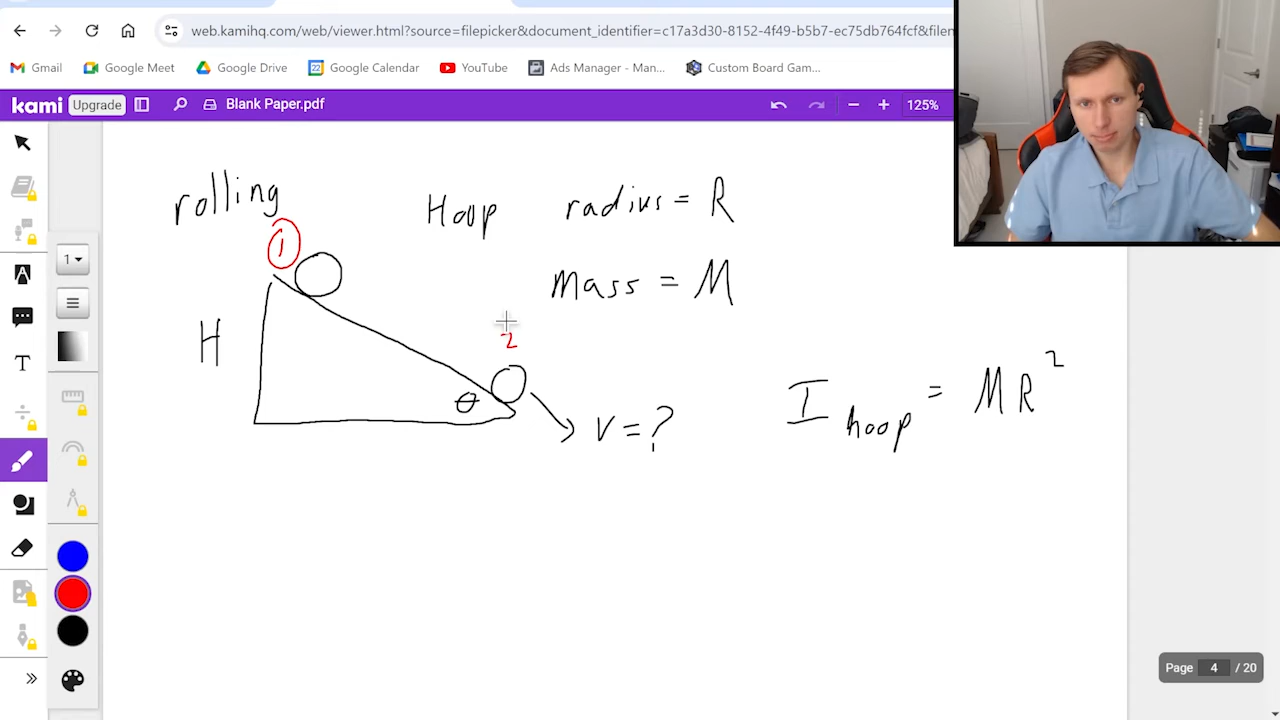 web.kamihq.com/web/viewer.html?source=filepicker&document_identifier=c17a3d30-8152-4f49-b5b7-ec75db764fcf&filen
Gmail Google Meet Google Drive 22 Google Calendar YouTube Ads Manager - Man... Custom Board Gam...
kami Upgrade Blank Paper.pdf 125%
rolling
Hoop radius = R
1
mass = M
H
2
θ
v = ?
I hoop = MR²
1
T
A
Page 4 / 20